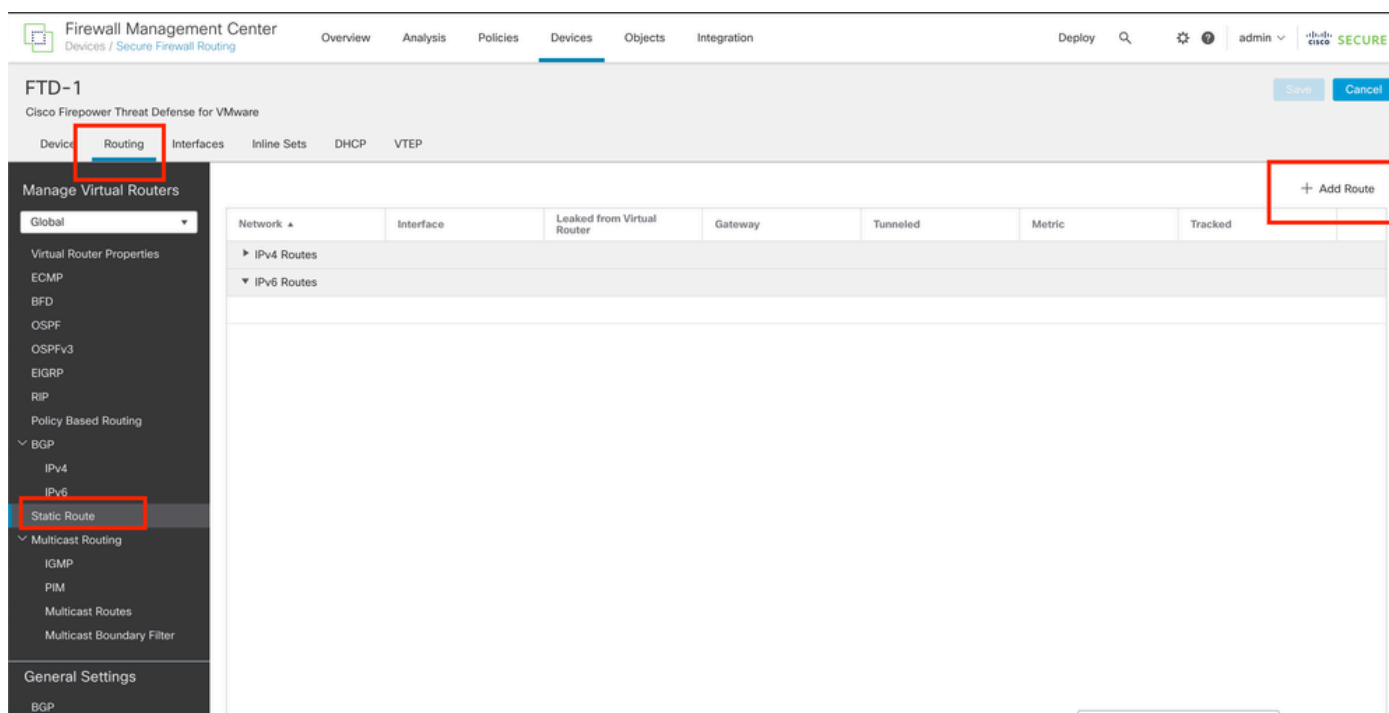 Firewall Management Center
Devices / Secure Firewall Routing
Overview Analysis Policies Devices Objects Integration Deploy admin cisco SECURE
FTD-1
Save Cancel
Cisco Firepower Threat Defense for VMware
Device Routing Interfaces Inline Sets DHCP VTEP
Manage Virtual Routers
+ Add Route
Global
Network Interface Leaked from Virtual Router Gateway Tunneled Metric Tracked
IPv4 Routes
IPv6 Routes
Virtual Router Properties
ECMP
BFD
OSPF
OSPFv3
EIGRP
RIP
Policy Based Routing
BGP
IPv4
IPv6
Static Route
Multicast Routing
IGMP
PIM
Multicast Routes
Multicast Boundary Filter
General Settings
BGP